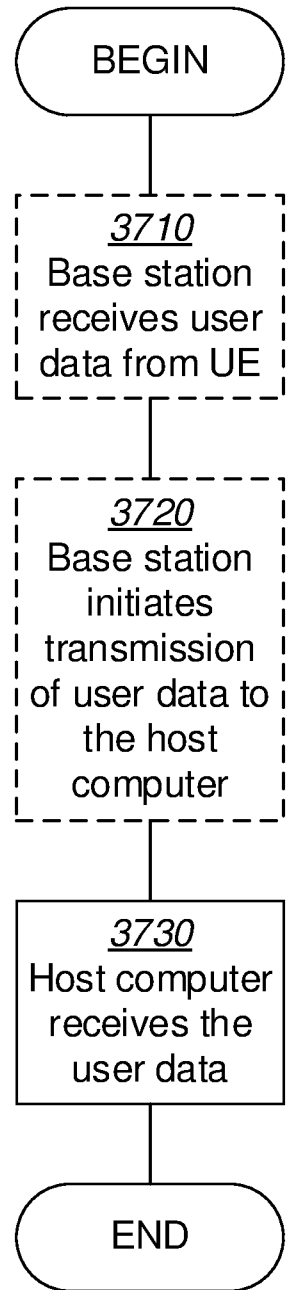 BEGIN
3710
Base station
receives user
data from UE
3720
Base station
initiates
transmission
of user data to
the host
computer
3730
Host computer
receives the
user data
END